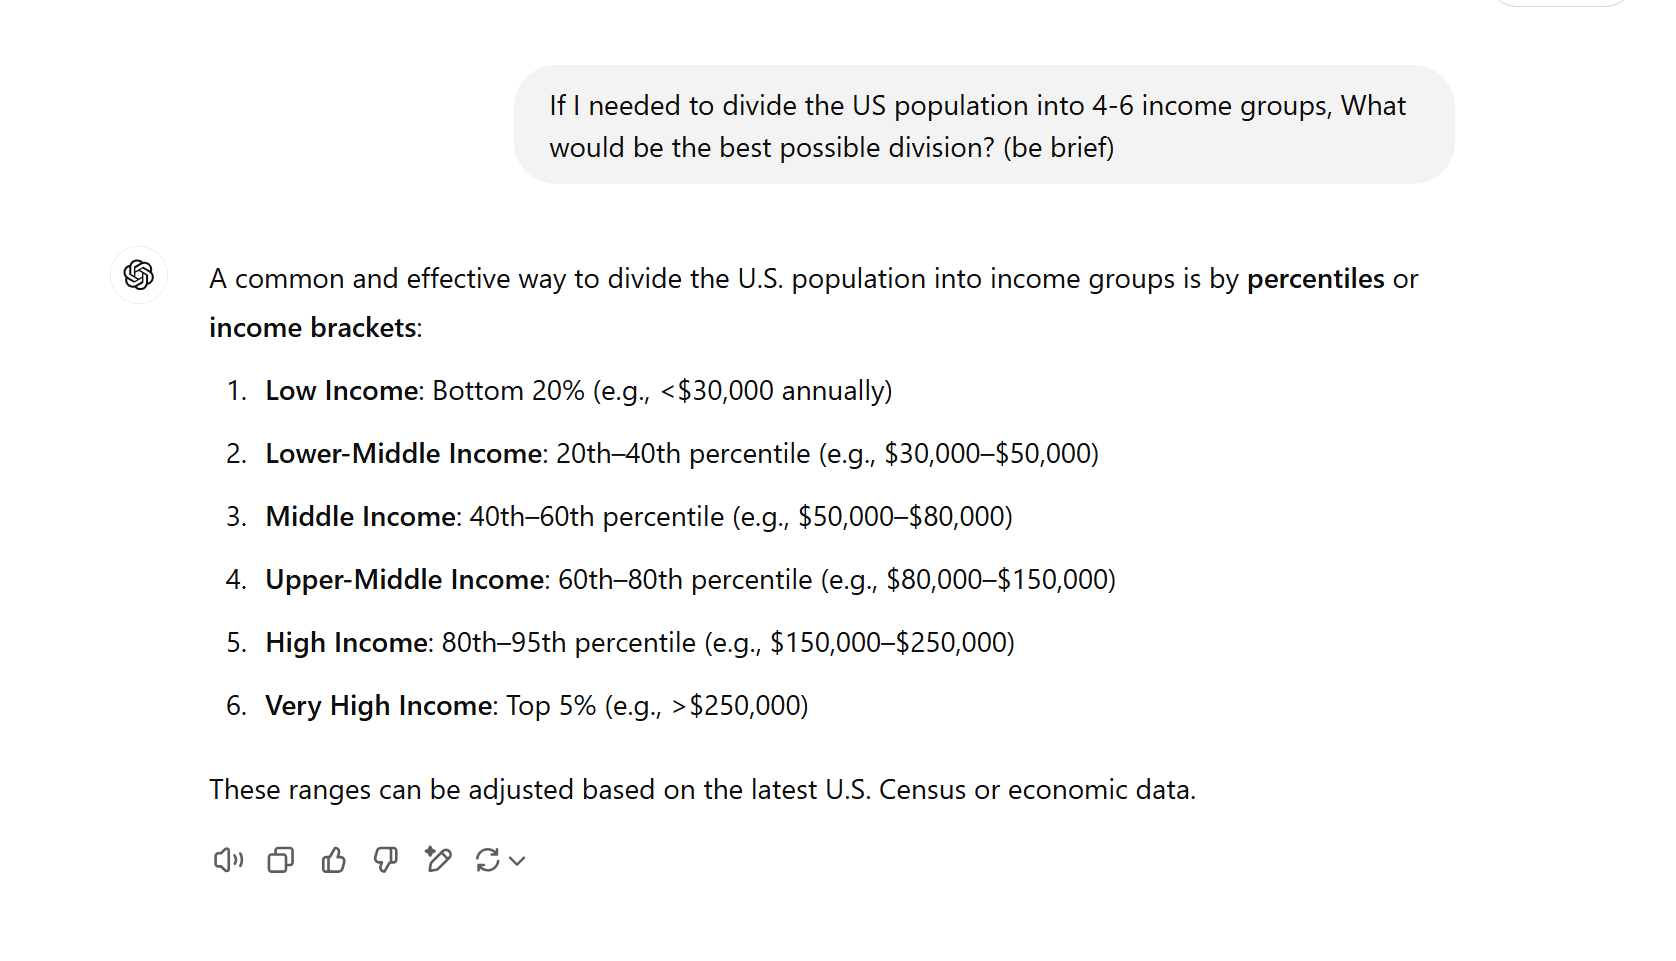 If I needed to divide the US population into 4-6 income groups, What
would be the best possible division? (be brief)
A common and effective way to divide the U.S. population into income groups is by percentiles or
income brackets:
1. Low Income: Bottom 20% (e.g., <$30,000 annually)
2. Lower-Middle Income: 20th–40th percentile (e.g., $30,000–$50,000)
3. Middle Income: 40th–60th percentile (e.g., $50,000–$80,000)
4. Upper-Middle Income: 60th–80th percentile (e.g., $80,000–$150,000)
5. High Income: 80th–95th percentile (e.g., $150,000–$250,000)
6. Very High Income: Top 5% (e.g., >$250,000)
These ranges can be adjusted based on the latest U.S. Census or economic data.